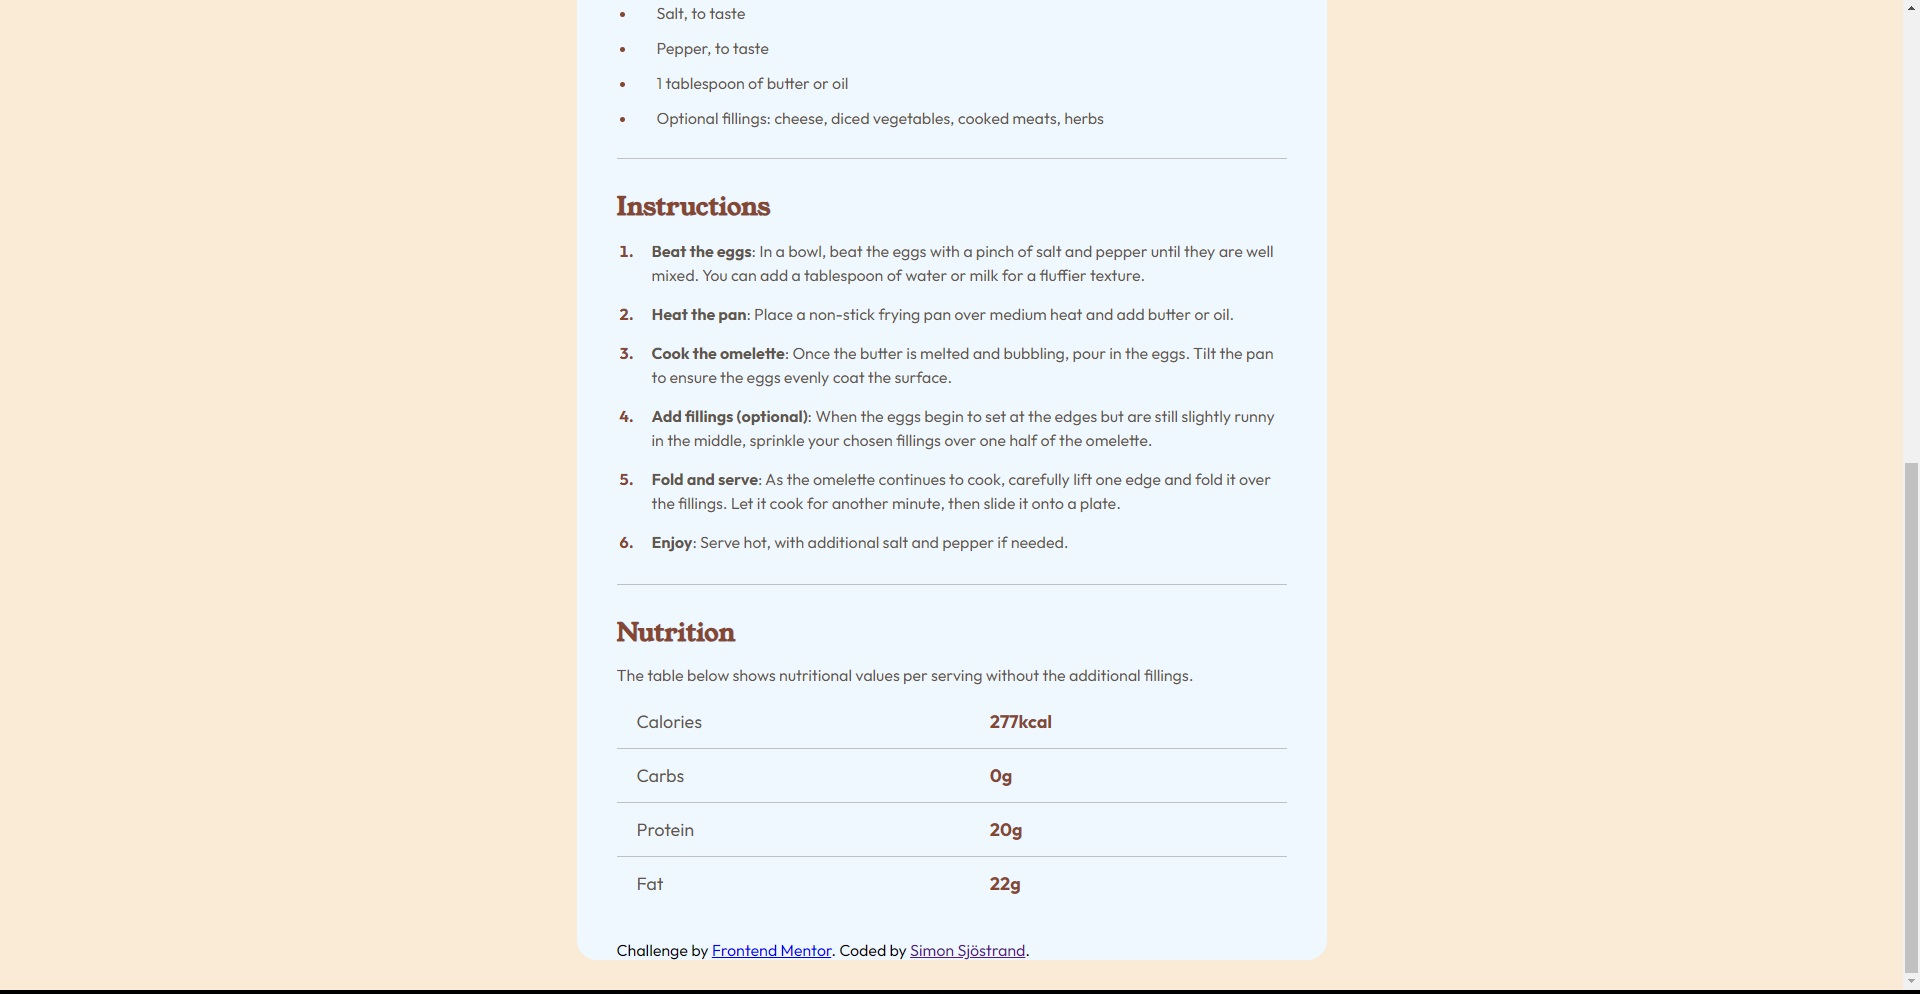 • Salt, to taste
• Pepper, to taste
• 1 tablespoon of butter or oil
• Optional fillings: cheese, diced vegetables, cooked meats, herbs
Instructions
1. Beat the eggs: In a bowl, beat the eggs with a pinch of salt and pepper until they are well
mixed. You can add a tablespoon of water or milk for a fluffier texture.
2. Heat the pan: Place a non-stick frying pan over medium heat and add butter or oil.
3. Cook the omelette: Once the butter is melted and bubbling, pour in the eggs. Tilt the pan
to ensure the eggs evenly coat the surface.
4. Add fillings (optional): When the eggs begin to set at the edges but are still slightly runny
in the middle, sprinkle your chosen fillings over one half of the omelette.
5. Fold and serve: As the omelette continues to cook, carefully lift one edge and fold it over
the fillings. Let it cook for another minute, then slide it onto a plate.
6. Enjoy: Serve hot, with additional salt and pepper if needed.
Nutrition
The table below shows nutritional values per serving without the additional fillings.
Calories 277kcal
Carbs 0g
Protein 20g
Fat 22g
Challenge by Frontend Mentor. Coded by Simon Sjöstrand.